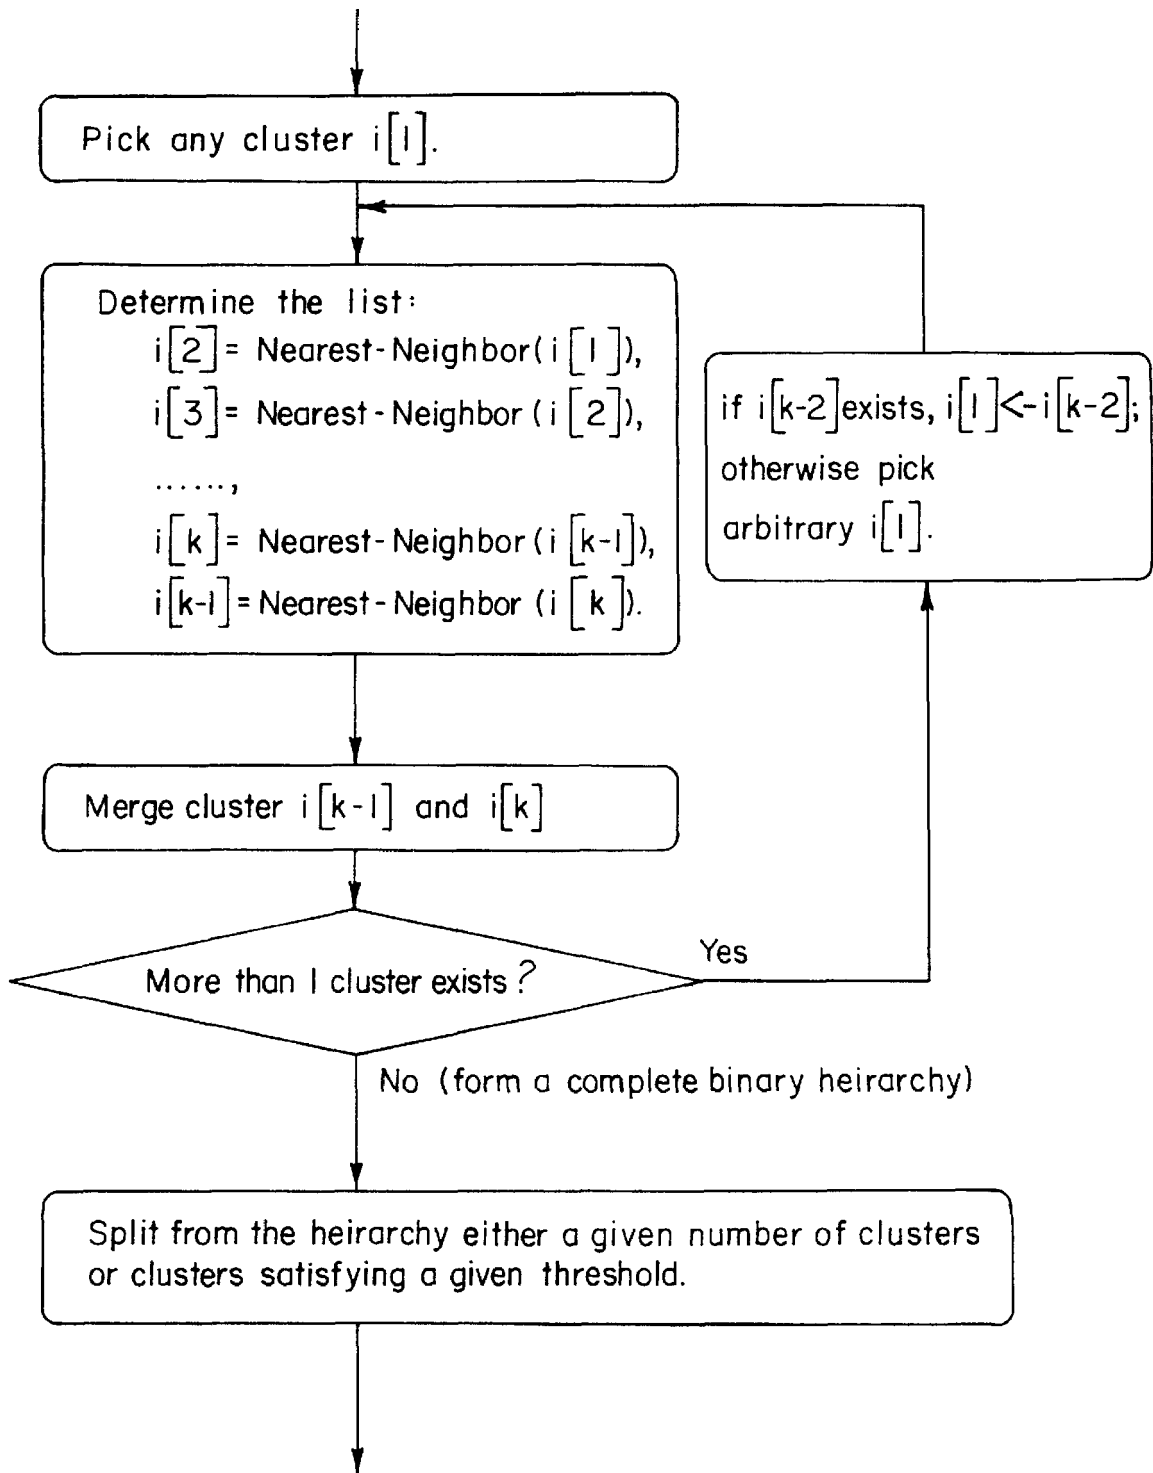 Pick any cluster i[1].
Determine the list:
i[2] = Nearest-Neighbor(i[1]),
i[3] = Nearest-Neighbor (i[2]),
......,
i[k] = Nearest-Neighbor(i[k-1]),
i[k-1] = Nearest-Neighbor (i[k]).
if i[k-2] exists, i[1]<-i[k-2];
otherwise pick
arbitrary i[1].
Merge cluster i[k-1] and i[k]
More than 1 cluster exists?
Yes
No (form a complete binary heirarchy)
Split from the heirarchy either a given number of clusters
or clusters satisfying a given threshold.